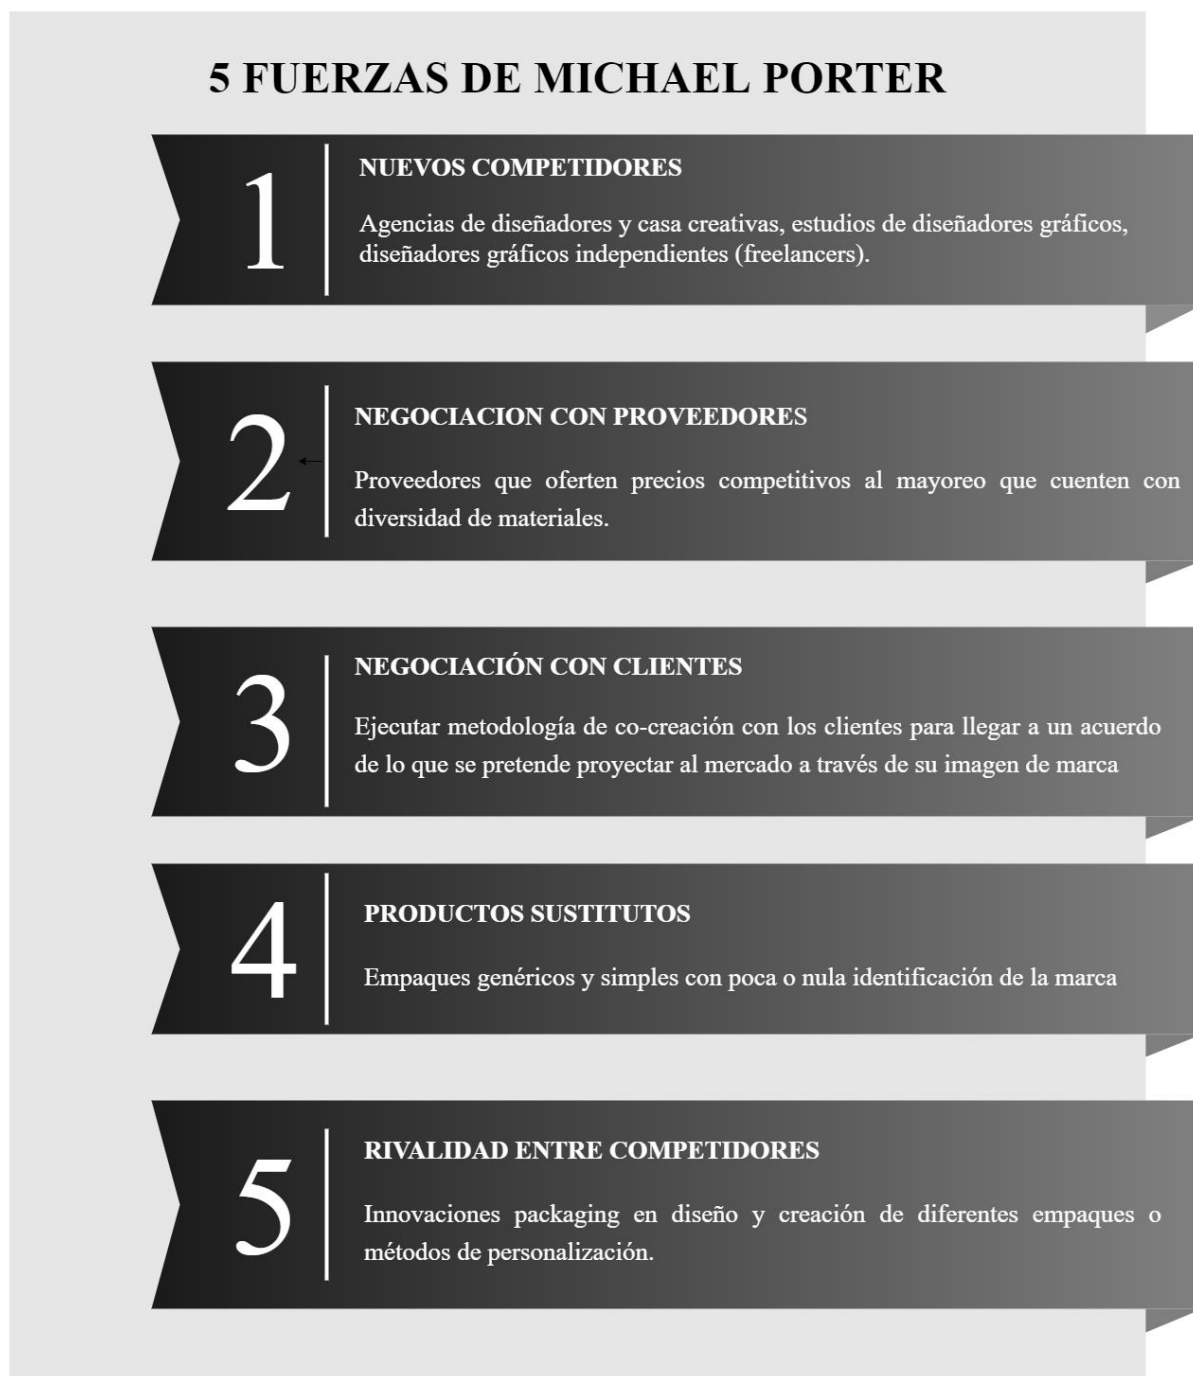 5 FUERZAS DE MICHAEL PORTER
1
NUEVOS COMPETIDORES
Agencias de diseñadores y casa creativas, estudios de diseñadores gráficos,
diseñadores gráficos independientes (freelancers).
2
NEGOCIACION CON PROVEEDORES
Proveedores que oferten precios competitivos al mayoreo que cuenten con
diversidad de materiales.
3
NEGOCIACIÓN CON CLIENTES
Ejecutar metodología de co-creación con los clientes para llegar a un acuerdo
de lo que se pretende proyectar al mercado a través de su imagen de marca
4
PRODUCTOS SUSTITUTOS
Empaques genéricos y simples con poca o nula identificación de la marca
5
RIVALIDAD ENTRE COMPETIDORES
Innovaciones packaging en diseño y creación de diferentes empaques o
métodos de personalización.